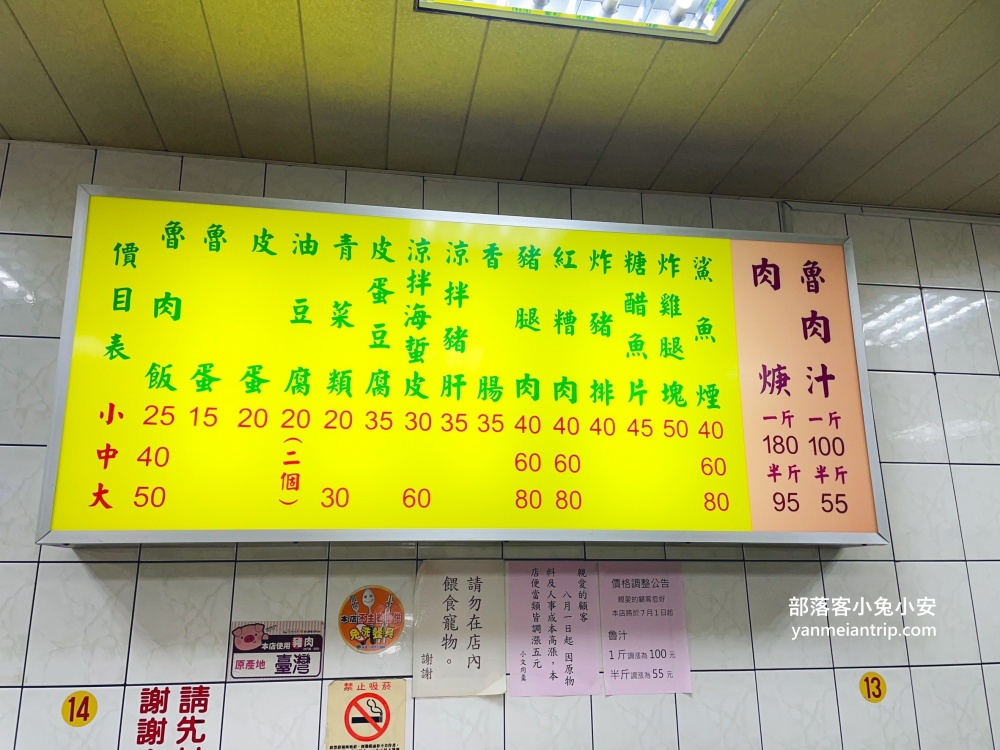 價目表
小 中 大
魯肉飯 25 40 50
魯蛋 15
皮蛋 20
油豆腐 20 (二個)
青菜類 20 30
皮蛋豆腐 35
涼拌海蜇皮 30 60
涼拌豬肝 35
香腸 35
豬腿肉 40 60 80
紅糟肉 40 60 80
炸豬排 40
糖醋魚片 45
炸雞腿塊 50
鯊魚煙 40 60 80
肉焿 一斤 180 半斤 95
魯肉汁 一斤 100 半斤 55
本店使用豬肉
原產地 臺灣
禁止吸菸
請勿在店內
餵食寵物。
謝謝
親愛的顧客
八月一日起 因原物
料及人事成本高漲，本
店便當類皆調漲五元
價格調整公告
親愛的顧客您好
本店將於7月1日起
魯汁
1斤調漲為100元
半斤調漲為55元
部落客小兔小安
yanmeiantrip.com
14
13
請先
謝謝